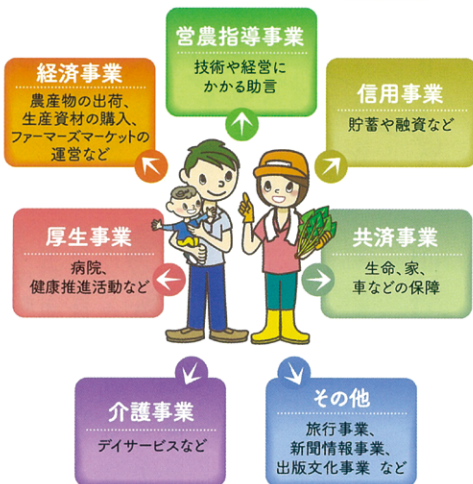 営農指導事業
技術や経営に
かかる助言
経済事業
農産物の出荷、
生産資材の購入、
ファーマーズマーケットの
運営など
信用事業
貯蓄や融資など
厚生事業
病院、
健康推進活動など
共済事業
生命、家、
車などの保障
介護事業
デイサービスなど
その他
旅行事業、
新聞情報事業、
出版文化事業 など